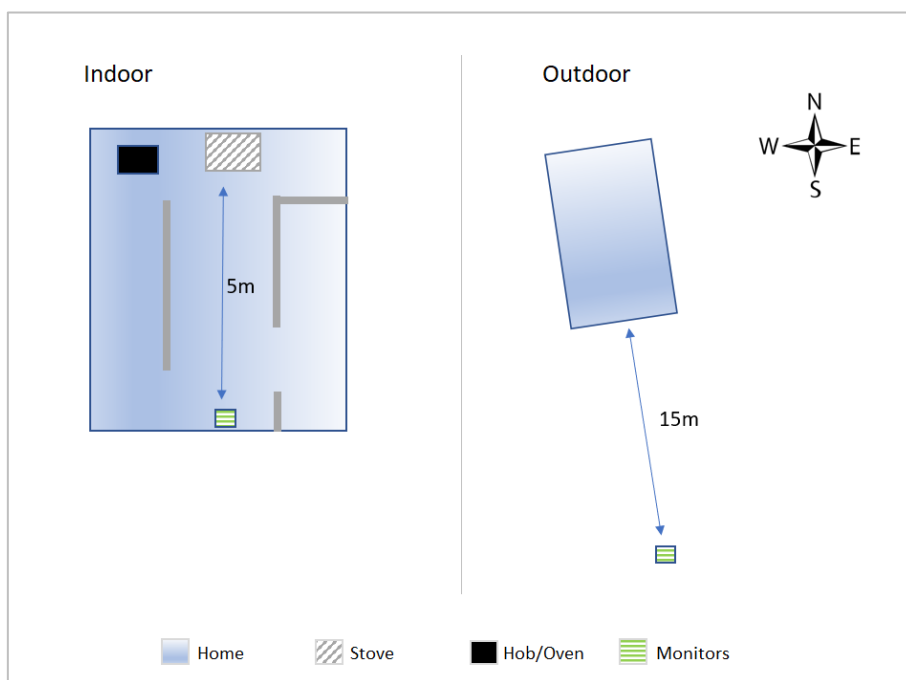 Indoor
Outdoor
N
W E
S
5m
15m
Home
Stove
Hob/Oven
Monitors